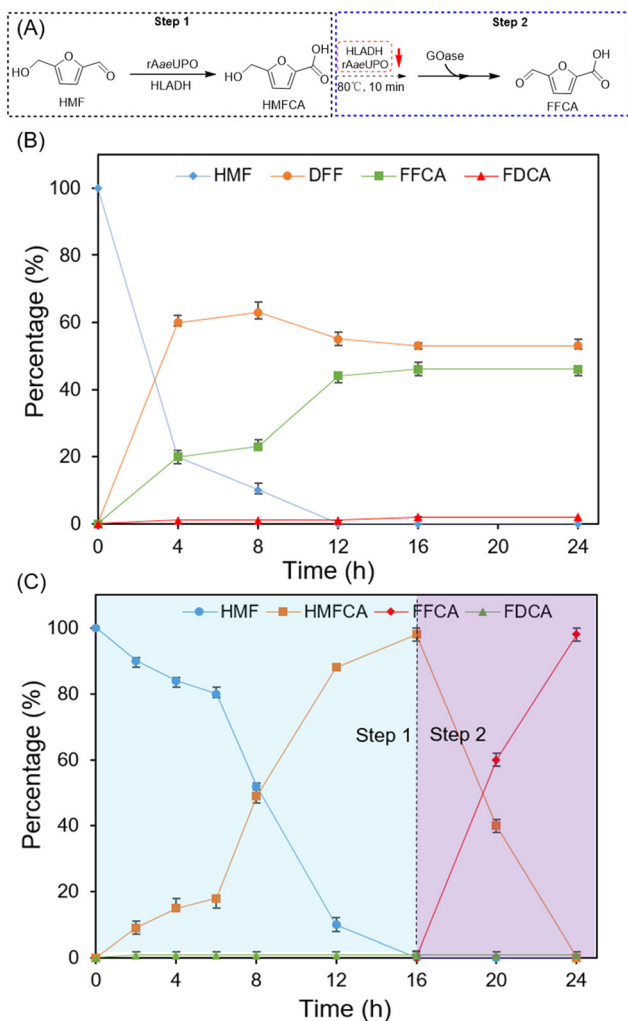 (A)
Step 1
Step 2
HO
O
O
HMF
rAaeUPO
HLADH
HO
O
OH
O
HMFCA
HLADH
rAaeUPO
80℃, 10 min
GOase
O
O
OH
O
FFCA
(B)
HMF DFF FFCA FDCA
Percentage (%)
100
80
60
40
20
0
0 4 8 12 16 20 24
Time (h)
(C)
HMF HMFCA FFCA FDCA
Percentage (%)
100
80
60
40
20
0
Step 1 Step 2
0 4 8 12 16 20 24
Time (h)